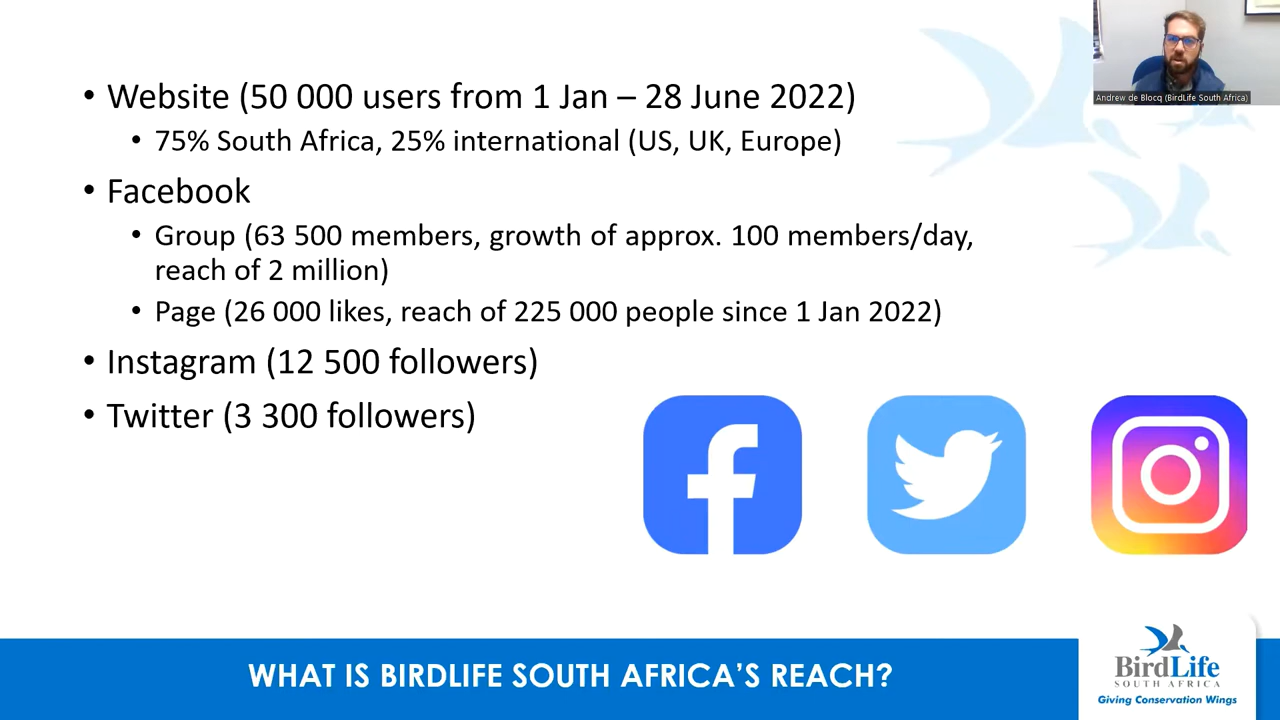 • Website (50 000 users from 1 Jan – 28 June 2022)
• 75% South Africa, 25% international (US, UK, Europe)
• Facebook
• Group (63 500 members, growth of approx. 100 members/day,
reach of 2 million)
• Page (26 000 likes, reach of 225 000 people since 1 Jan 2022)
• Instagram (12 500 followers)
• Twitter (3 300 followers)
Andrew de Blocq (BirdLife South Africa)
WHAT IS BIRDLIFE SOUTH AFRICA’S REACH?
BirdLife
SOUTH AFRICA
Giving Conservation Wings